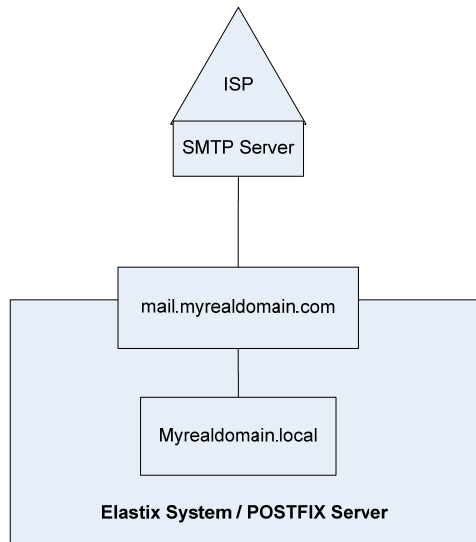 ISP
SMTP Server
mail.myrealdomain.com
Myrealdomain.local
Elastix System / POSTFIX Server